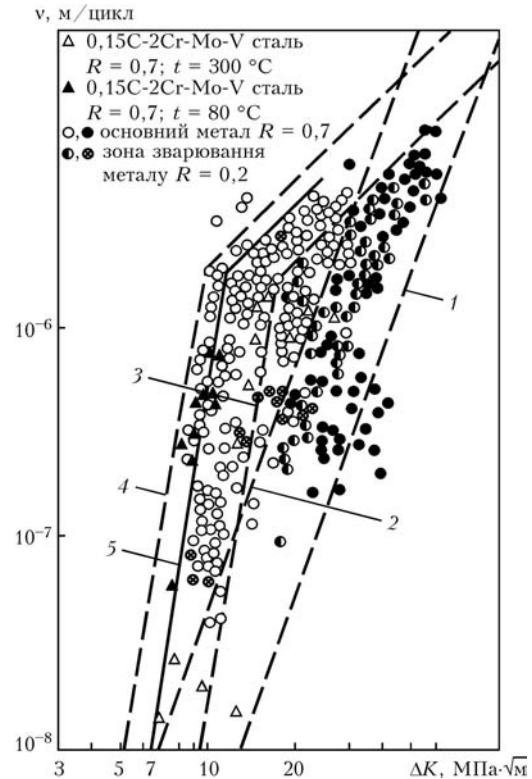 v, м/цикл
△ 0,15C-2Cr-Mo-V сталь
R = 0,7; t = 300 °C
▲ 0,15C-2Cr-Mo-V сталь
R = 0,7; t = 80 °C
○,● основний метал R = 0,7
◐,⊗ зона зварювання
металу R = 0,2
1
10⁻⁶
3
4
2
10⁻⁷
5
10⁻⁸
3 5 7 10 20 ΔK, МПа·√м